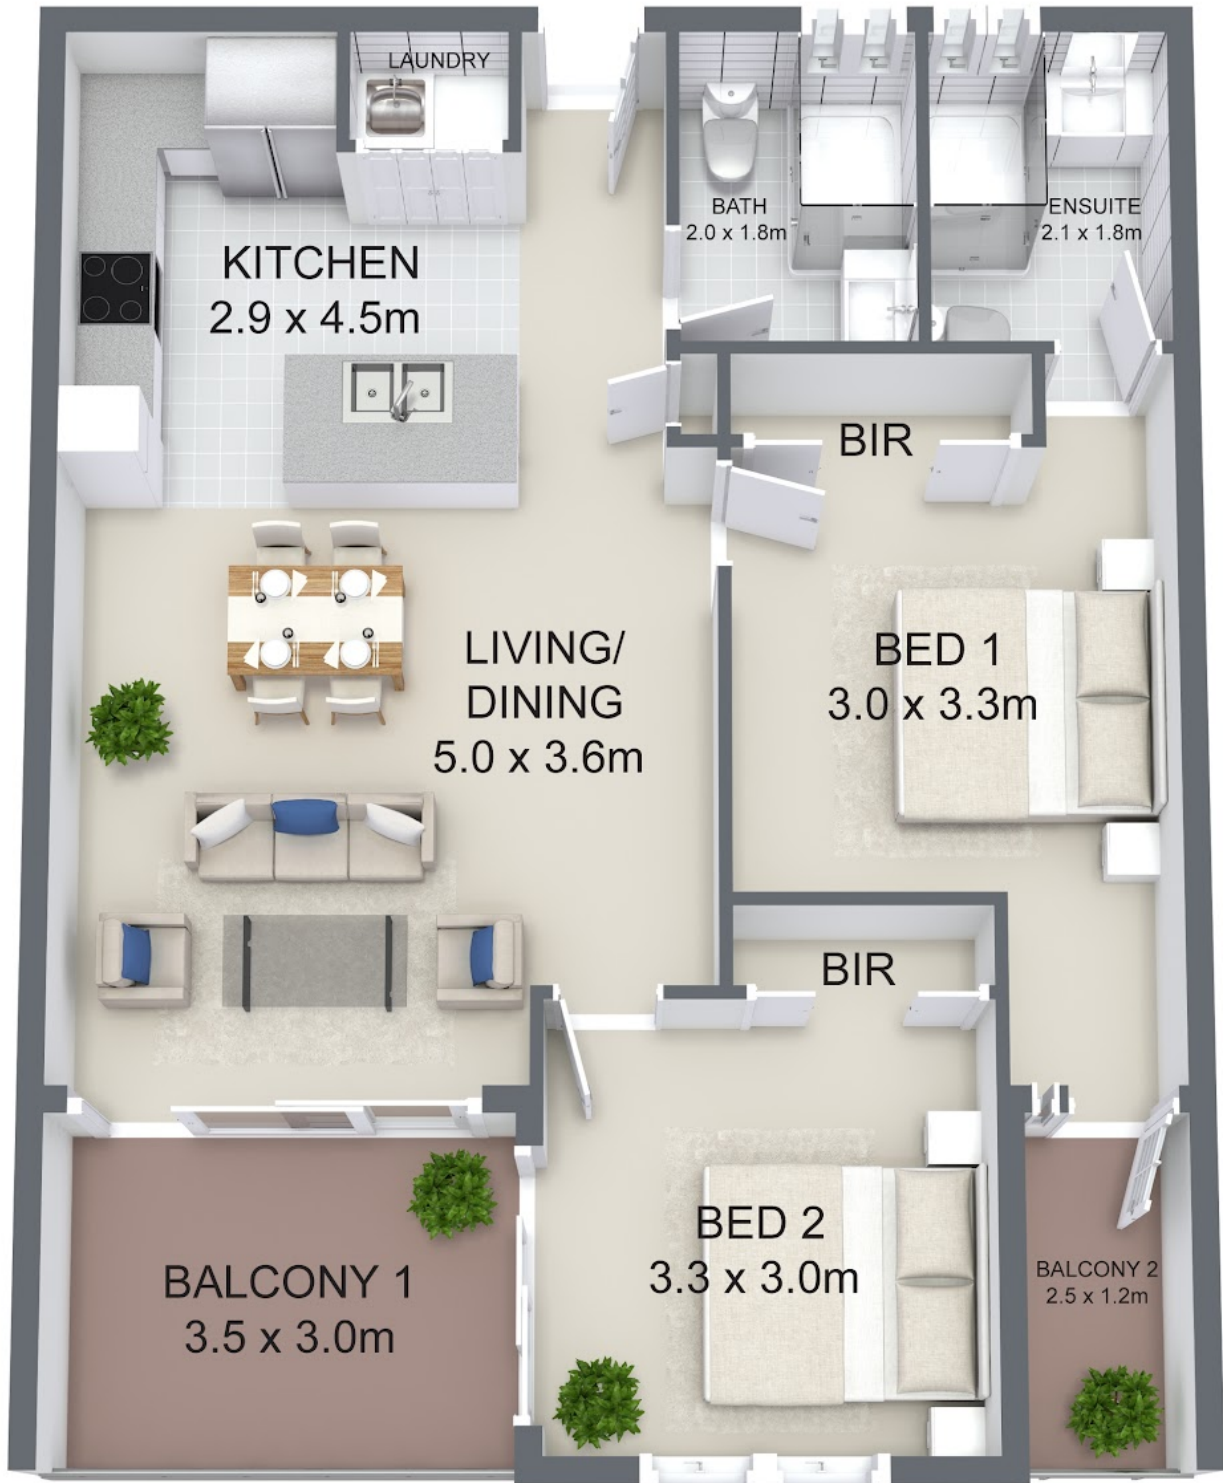 LAUNDRY
KITCHEN
2.9 x 4.5m
BATH
2.0 x 1.8m
ENSUITE
2.1 x 1.8m
BIR
LIVING/
DINING
5.0 x 3.6m
BED 1
3.0 x 3.3m
BIR
BALCONY 1
3.5 x 3.0m
BED 2
3.3 x 3.0m
BALCONY 2
2.5 x 1.2m